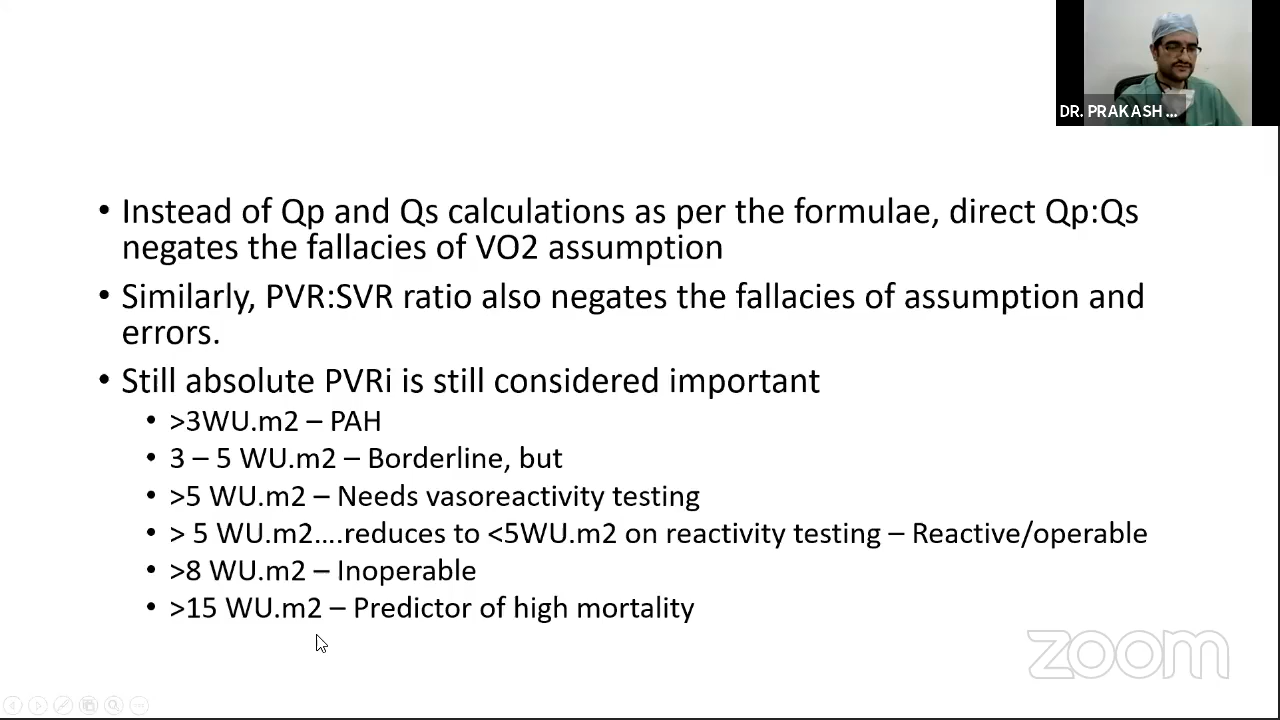 DR. PRAKASH ...
• Instead of Qp and Qs calculations as per the formulae, direct Qp:Qs
negates the fallacies of VO2 assumption
• Similarly, PVR:SVR ratio also negates the fallacies of assumption and
errors.
• Still absolute PVRi is still considered important
• >3WU.m2 – PAH
• 3 – 5 WU.m2 – Borderline, but
• >5 WU.m2 – Needs vasoreactivity testing
• > 5 WU.m2....reduces to <5WU.m2 on reactivity testing – Reactive/operable
• >8 WU.m2 – Inoperable
• >15 WU.m2 – Predictor of high mortality
zoom